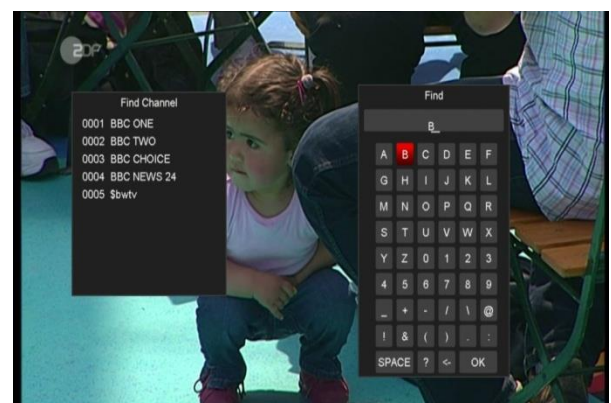 ZDF
Find Channel
0001 BBC ONE
0002 BBC TWO
0003 BBC CHOICE
0004 BBC NEWS 24
0005 $bwtv
Find
B_
A B C D E F
G H I J K L
M N O P Q R
S T U V W X
Y Z 0 1 2 3
4 5 6 7 8 9
_ + - / \ @
! & ( ) . :
SPACE ? <- OK